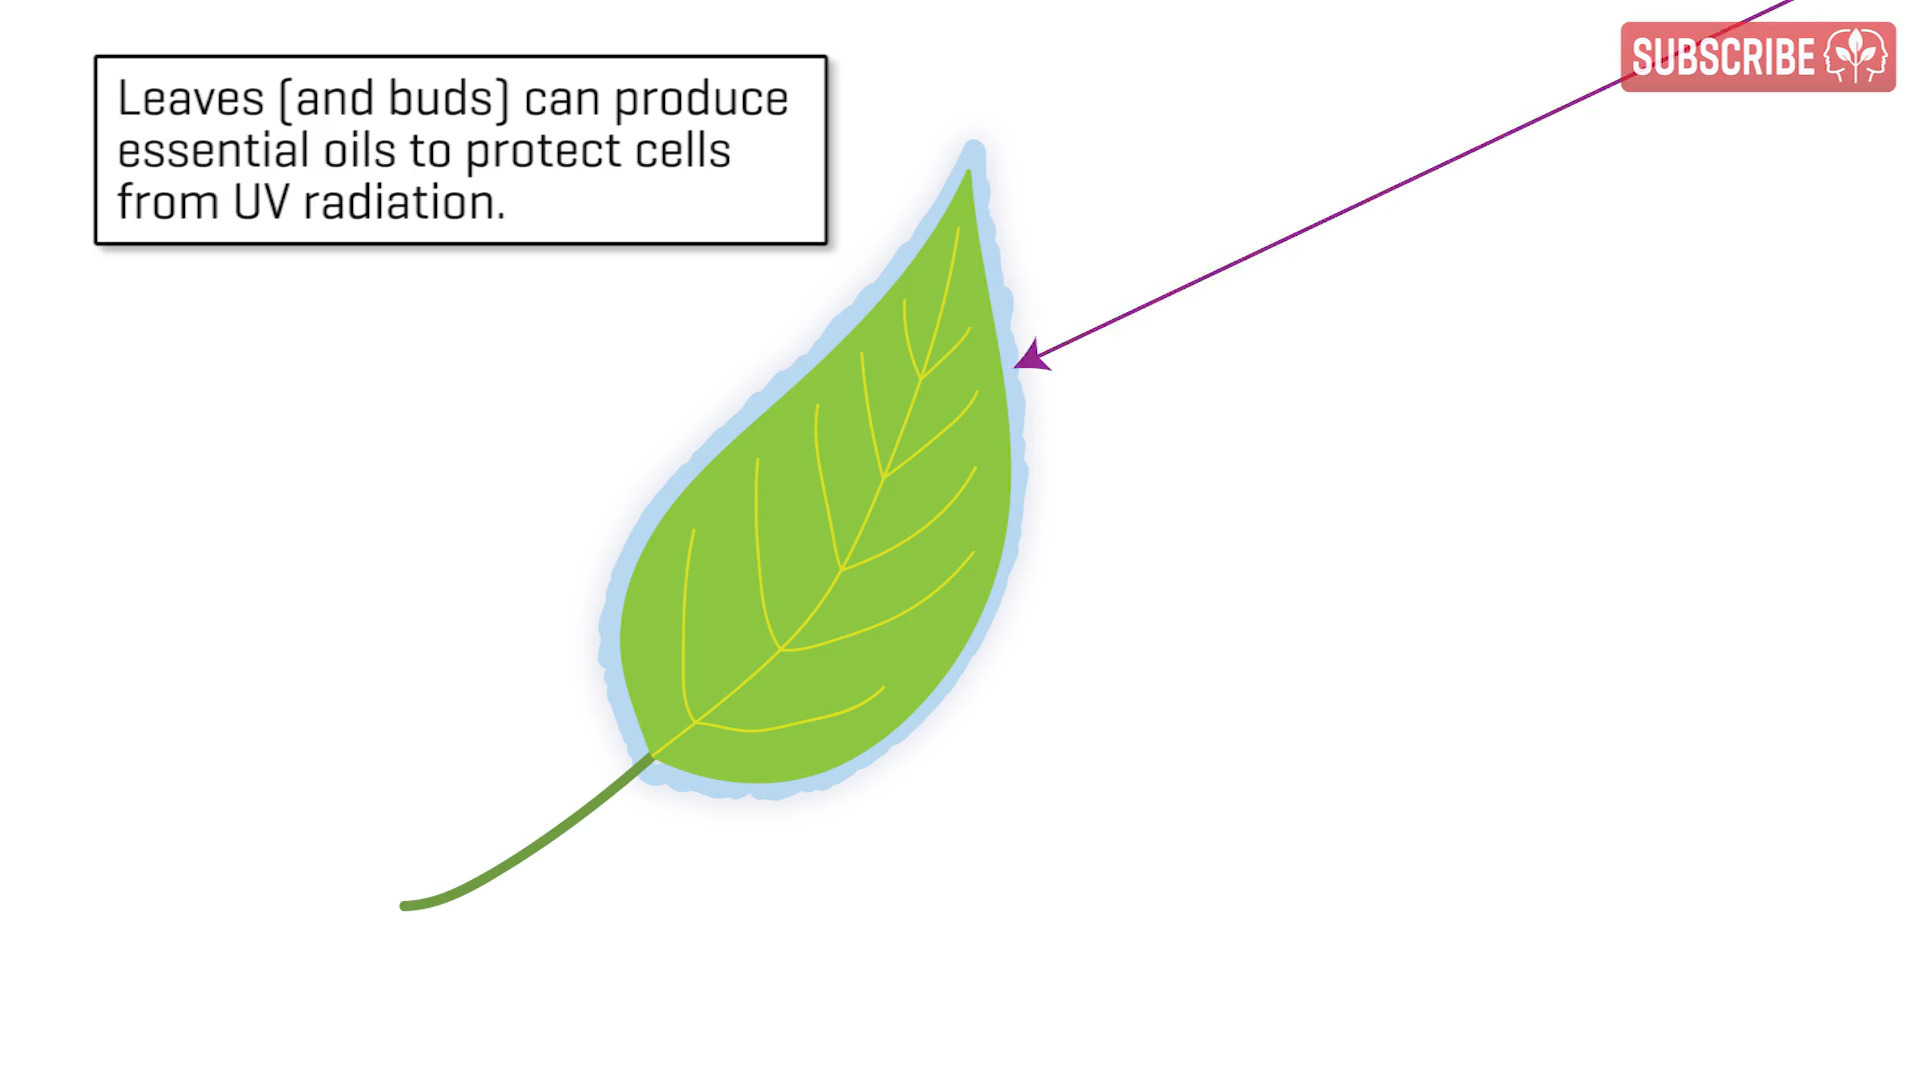 Leaves (and buds) can produce
essential oils to protect cells
from UV radiation.
SUBSCRIBE